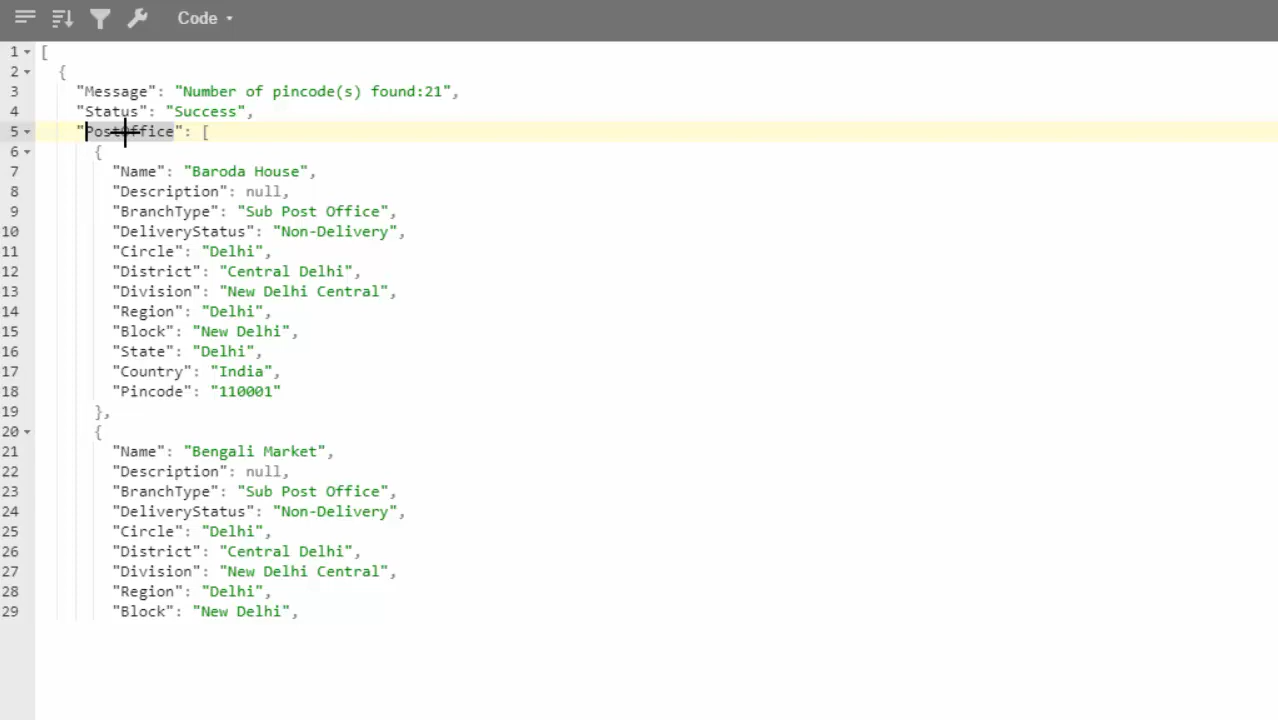 Code
1 [
2 {
3 "Message": "Number of pincode(s) found:21",
4 "Status": "Success",
5 "PostOffice": [
6 {
7 "Name": "Baroda House",
8 "Description": null,
9 "BranchType": "Sub Post Office",
10 "DeliveryStatus": "Non-Delivery",
11 "Circle": "Delhi",
12 "District": "Central Delhi",
13 "Division": "New Delhi Central",
14 "Region": "Delhi",
15 "Block": "New Delhi",
16 "State": "Delhi",
17 "Country": "India",
18 "Pincode": "110001"
19 },
20 {
21 "Name": "Bengali Market",
22 "Description": null,
23 "BranchType": "Sub Post Office",
24 "DeliveryStatus": "Non-Delivery",
25 "Circle": "Delhi",
26 "District": "Central Delhi",
27 "Division": "New Delhi Central",
28 "Region": "Delhi",
29 "Block": "New Delhi",